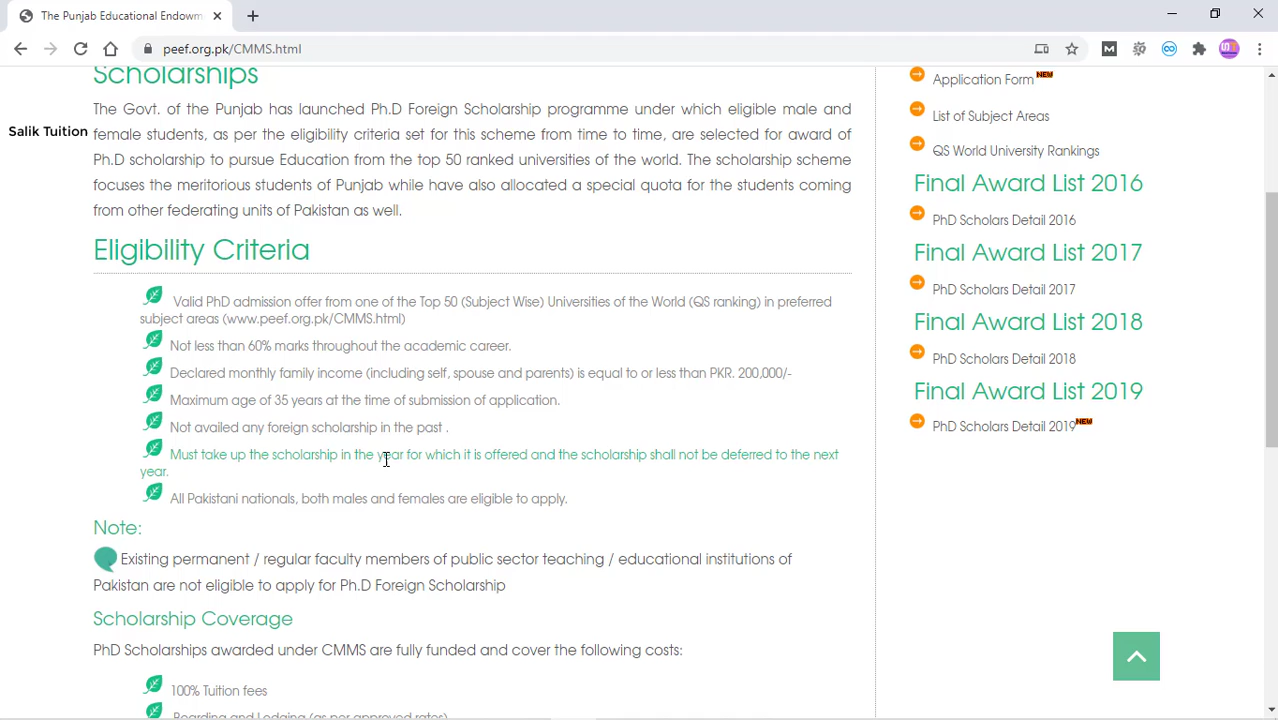 The Punjab Educational Endowm
peef.org.pk/CMMS.html
Scholarships
The Govt. of the Punjab has launched Ph.D Foreign Scholarship programme under which eligible male and
female students, as per the eligibility criteria set for this scheme from time to time, are selected for award of
Ph.D scholarship to pursue Education from the top 50 ranked universities of the world. The scholarship scheme
focuses the meritorious students of Punjab while have also allocated a special quota for the students coming
from other federating units of Pakistan as well.
Salik Tuition
Eligibility Criteria
Valid PhD admission offer from one of the Top 50 (Subject Wise) Universities of the World (QS ranking) in preferred
subject areas (www.peef.org.pk/CMMS.html)
Not less than 60% marks throughout the academic career.
Declared monthly family income (including self, spouse and parents) is equal to or less than PKR. 200,000/-
Maximum age of 35 years at the time of submission of application.
Not availed any foreign scholarship in the past .
Must take up the scholarship in the year for which it is offered and the scholarship shall not be deferred to the next
year.
All Pakistani nationals, both males and females are eligible to apply.
Note:
Existing permanent / regular faculty members of public sector teaching / educational institutions of
Pakistan are not eligible to apply for Ph.D Foreign Scholarship
Scholarship Coverage
PhD Scholarships awarded under CMMS are fully funded and cover the following costs:
100% Tuition fees
Boarding and Lodging (as per approved rates)
Application Form NEW
List of Subject Areas
QS World University Rankings
Final Award List 2016
PhD Scholars Detail 2016
Final Award List 2017
PhD Scholars Detail 2017
Final Award List 2018
PhD Scholars Detail 2018
Final Award List 2019
PhD Scholars Detail 2019 NEW